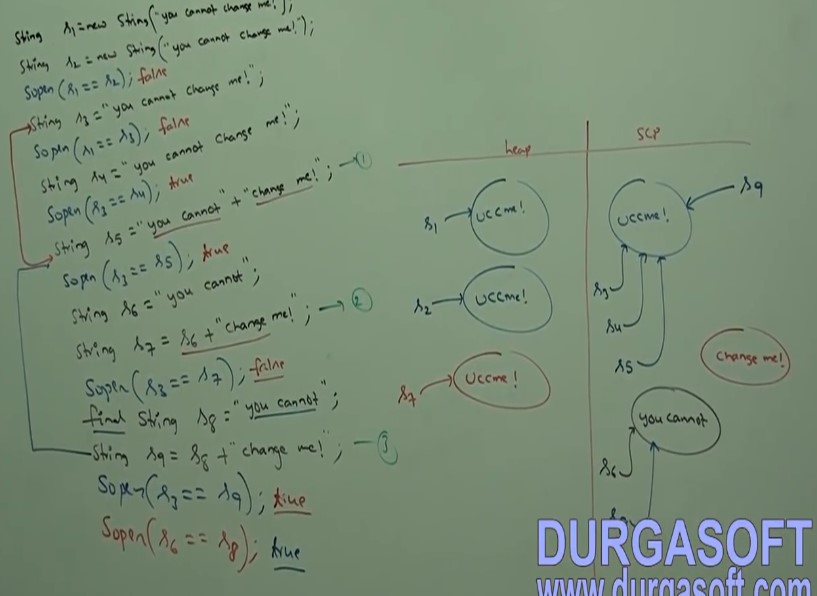 String s1 = new String("you cannot change me!");
String s2 = new String("you cannot change me!");
Sopln(s1 == s2); false
String s3 = "you cannot change me!";
Sopln(s1 == s3); false
String s4 = "you cannot change me!";
Sopln(s3 == s4); true
String s5 = "you cannot" + "change me!"; → 1
Sopln(s3 == s5); true
String s6 = "you cannot";
String s7 = s6 + "change me!"; → 2
Sopln(s3 == s7); false
final String s8 = "you cannot";
String s9 = s8 + "change me!"; — 3
Sopln(s3 == s9); true
Sopln(s6 == s8); true
heap
SCP
s1
UCCme!
UCCme!
s9
s2
UCCme!
s3
s4
s5
s7
UCCme!
change me!
you cannot
s6
s8
DURGASOFT
www.durgasoft.com